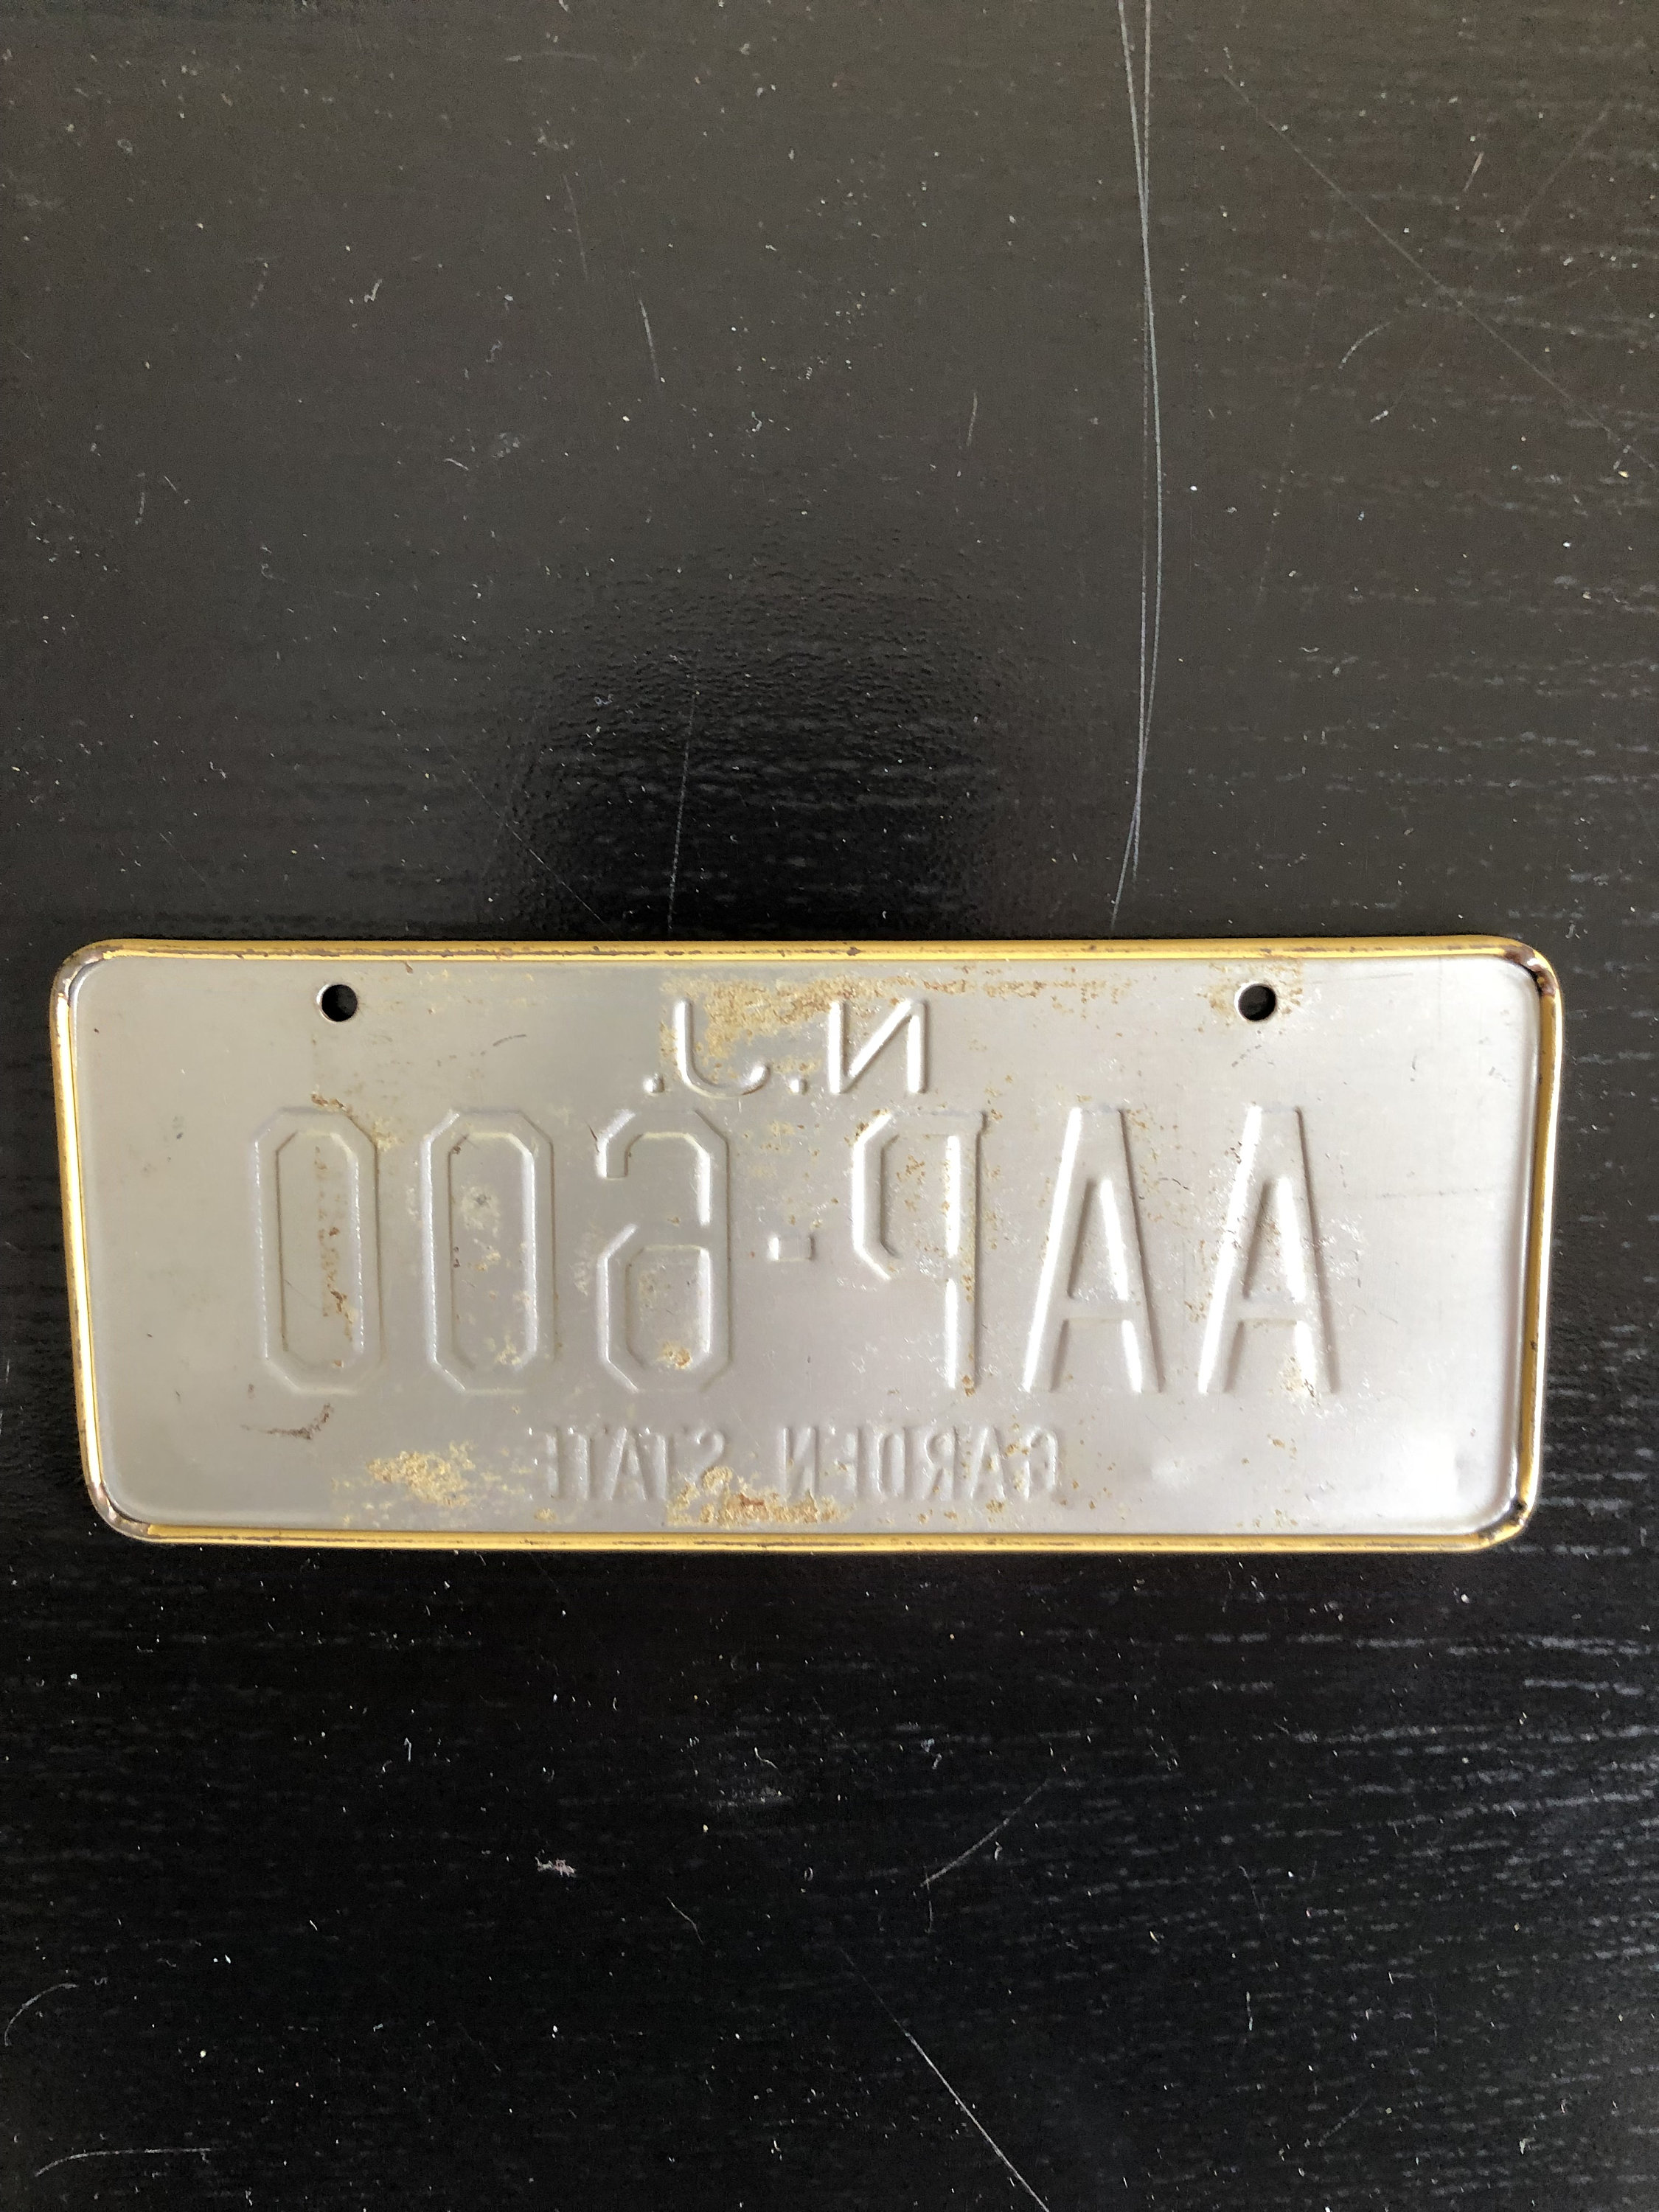 N.J.
AAP-600
GARDEN STATE